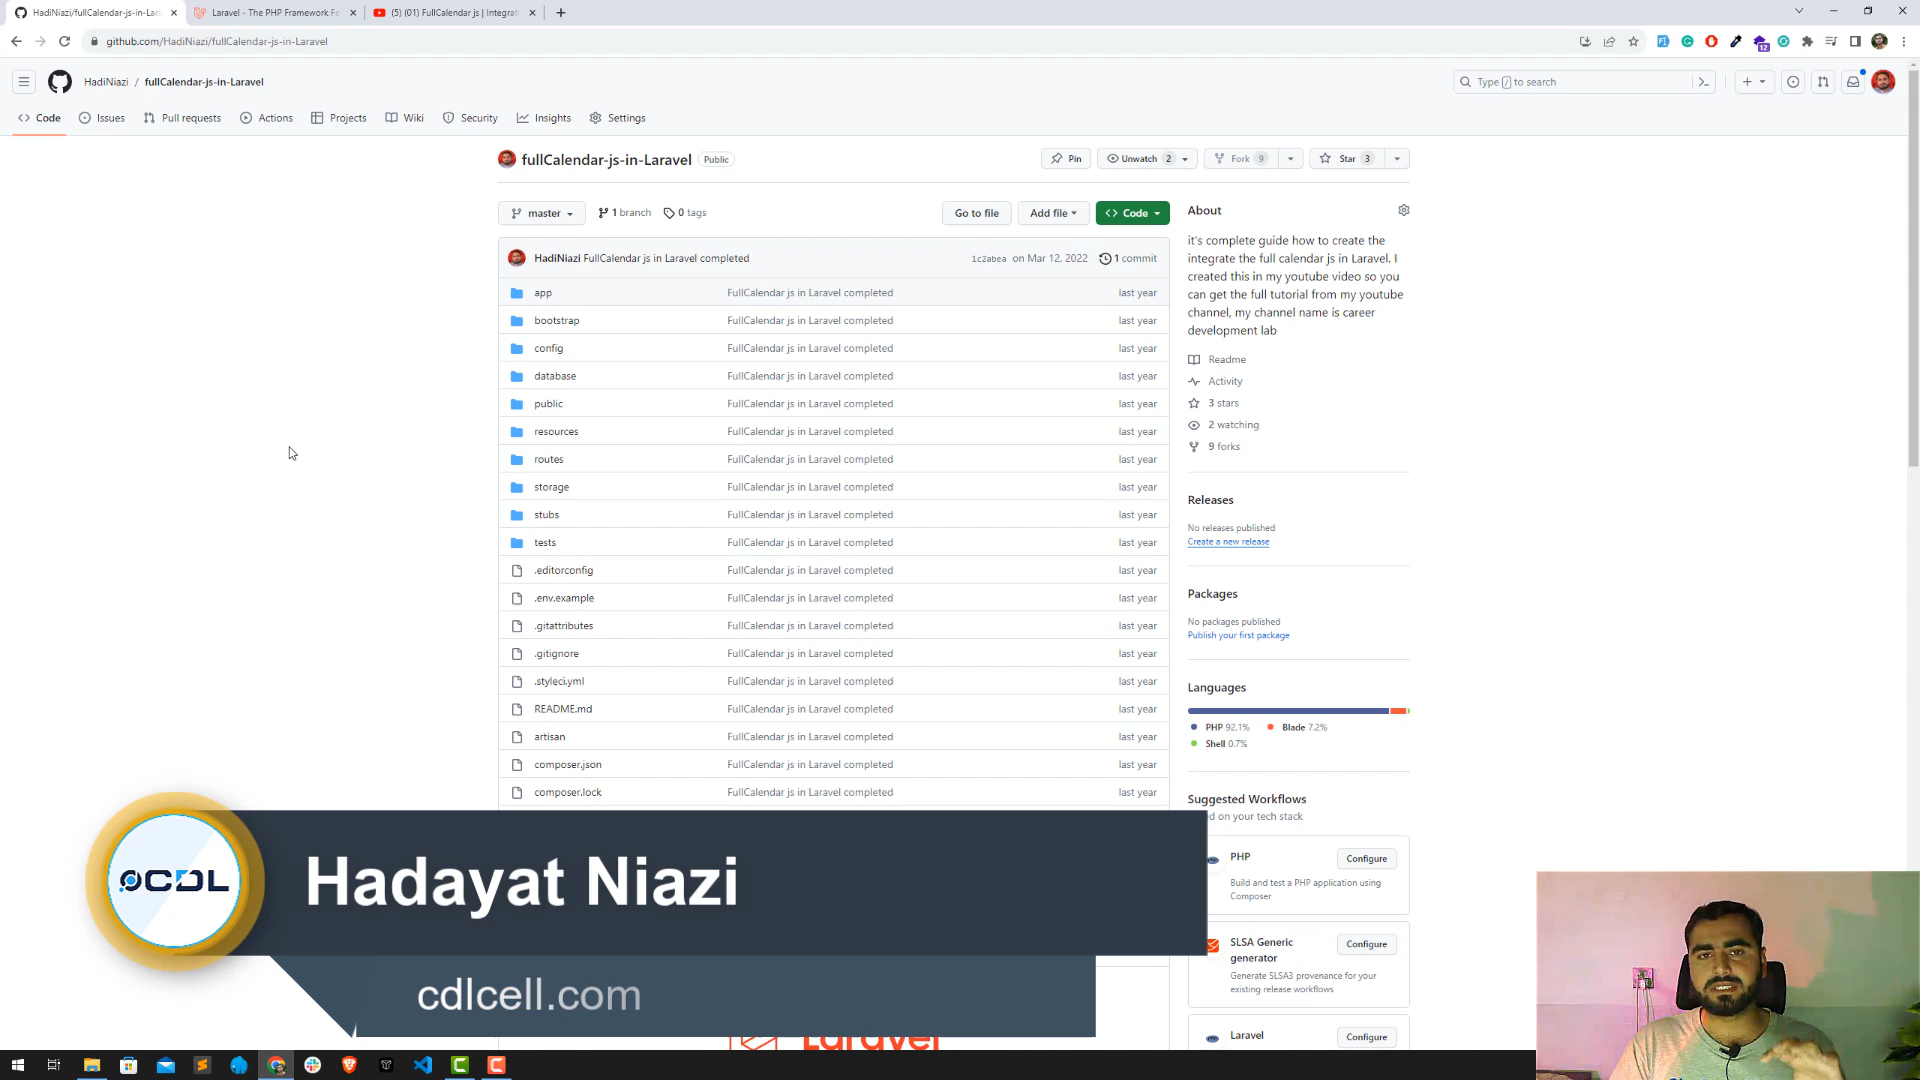 HadiNiazi/fullCalendar-js-in-Lara
Laravel - The PHP Framework Fo
(5) (01) FullCalendar js | Integrat
github.com/HadiNiazi/fullCalendar-js-in-Laravel
12
HadiNiazi / fullCalendar-js-in-Laravel
Type / to search
Code
Issues
Pull requests
Actions
Projects
Wiki
Security
Insights
Settings
fullCalendar-js-in-Laravel Public
Pin
Unwatch 2
Fork 9
Star 3
master
1 branch
0 tags
Go to file
Add file
Code
HadiNiazi FullCalendar js in Laravel completed 1c2abea on Mar 12, 2022 1 commit
app FullCalendar js in Laravel completed last year
bootstrap FullCalendar js in Laravel completed last year
config FullCalendar js in Laravel completed last year
database FullCalendar js in Laravel completed last year
public FullCalendar js in Laravel completed last year
resources FullCalendar js in Laravel completed last year
routes FullCalendar js in Laravel completed last year
storage FullCalendar js in Laravel completed last year
stubs FullCalendar js in Laravel completed last year
tests FullCalendar js in Laravel completed last year
.editorconfig FullCalendar js in Laravel completed last year
.env.example FullCalendar js in Laravel completed last year
.gitattributes FullCalendar js in Laravel completed last year
.gitignore FullCalendar js in Laravel completed last year
.styleci.yml FullCalendar js in Laravel completed last year
README.md FullCalendar js in Laravel completed last year
artisan FullCalendar js in Laravel completed last year
composer.json FullCalendar js in Laravel completed last year
composer.lock FullCalendar js in Laravel completed last year
About
it's complete guide how to create the
integrate the full calendar js in Laravel. I
created this in my youtube video so you
can get the full tutorial from my youtube
channel, my channel name is career
development lab
Readme
Activity
3 stars
2 watching
9 forks
Releases
No releases published
Create a new release
Packages
No packages published
Publish your first package
Languages
PHP 92.1%
Blade 7.2%
Shell 0.7%
Suggested Workflows
d on your tech stack
PHP
Configure
Build and test a PHP application using
Composer
SLSA Generic
generator
Configure
Generate SLSA3 provenance for your
existing release workflows
Laravel
Configure
CDL
Hadayat Niazi
cdlcell.com
Laravel